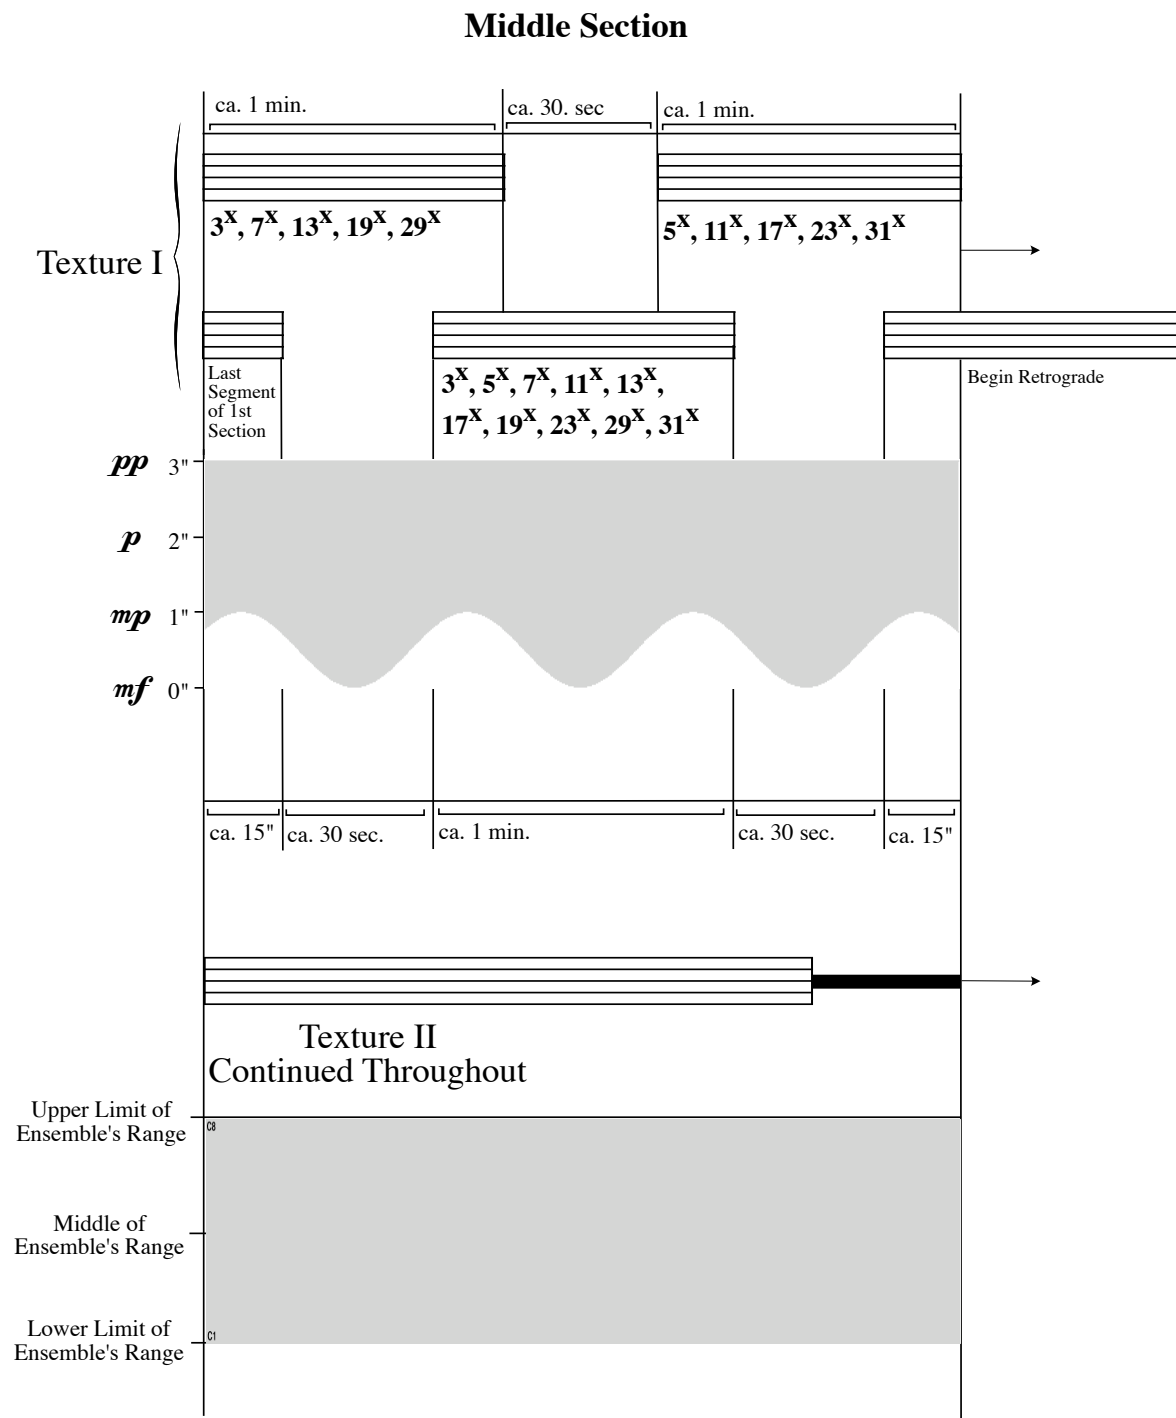 Middle Section
ca. 1 min.
ca. 30. sec
ca. 1 min.
3x, 7x, 13x, 19x, 29x
5x, 11x, 17x, 23x, 31x
Texture I
Last
Segment
of 1st
Section
3x, 5x, 7x, 11x, 13x,
17x, 19x, 23x, 29x, 31x
Begin Retrograde
pp 3"
p 2"
mp 1"
mf 0"
ca. 15"
ca. 30 sec.
ca. 1 min.
ca. 30 sec.
ca. 15"
Texture II
Continued Throughout
Upper Limit of
Ensemble's Range
C8
Middle of
Ensemble's Range
Lower Limit of
Ensemble's Range
C1